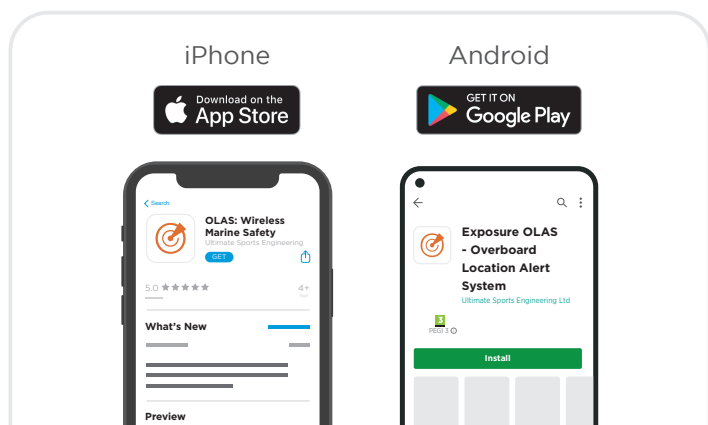 iPhone
Download on the
App Store
Search
OLAS: Wireless
Marine Safety
Ultimate Sports Engineering
GET
5.0 ★★★★★
4+
What's New
Preview
Android
GET IT ON
Google Play
Exposure OLAS
- Overboard
Location Alert
System
Ultimate Sports Engineering Ltd
3
PEGI 3
Install